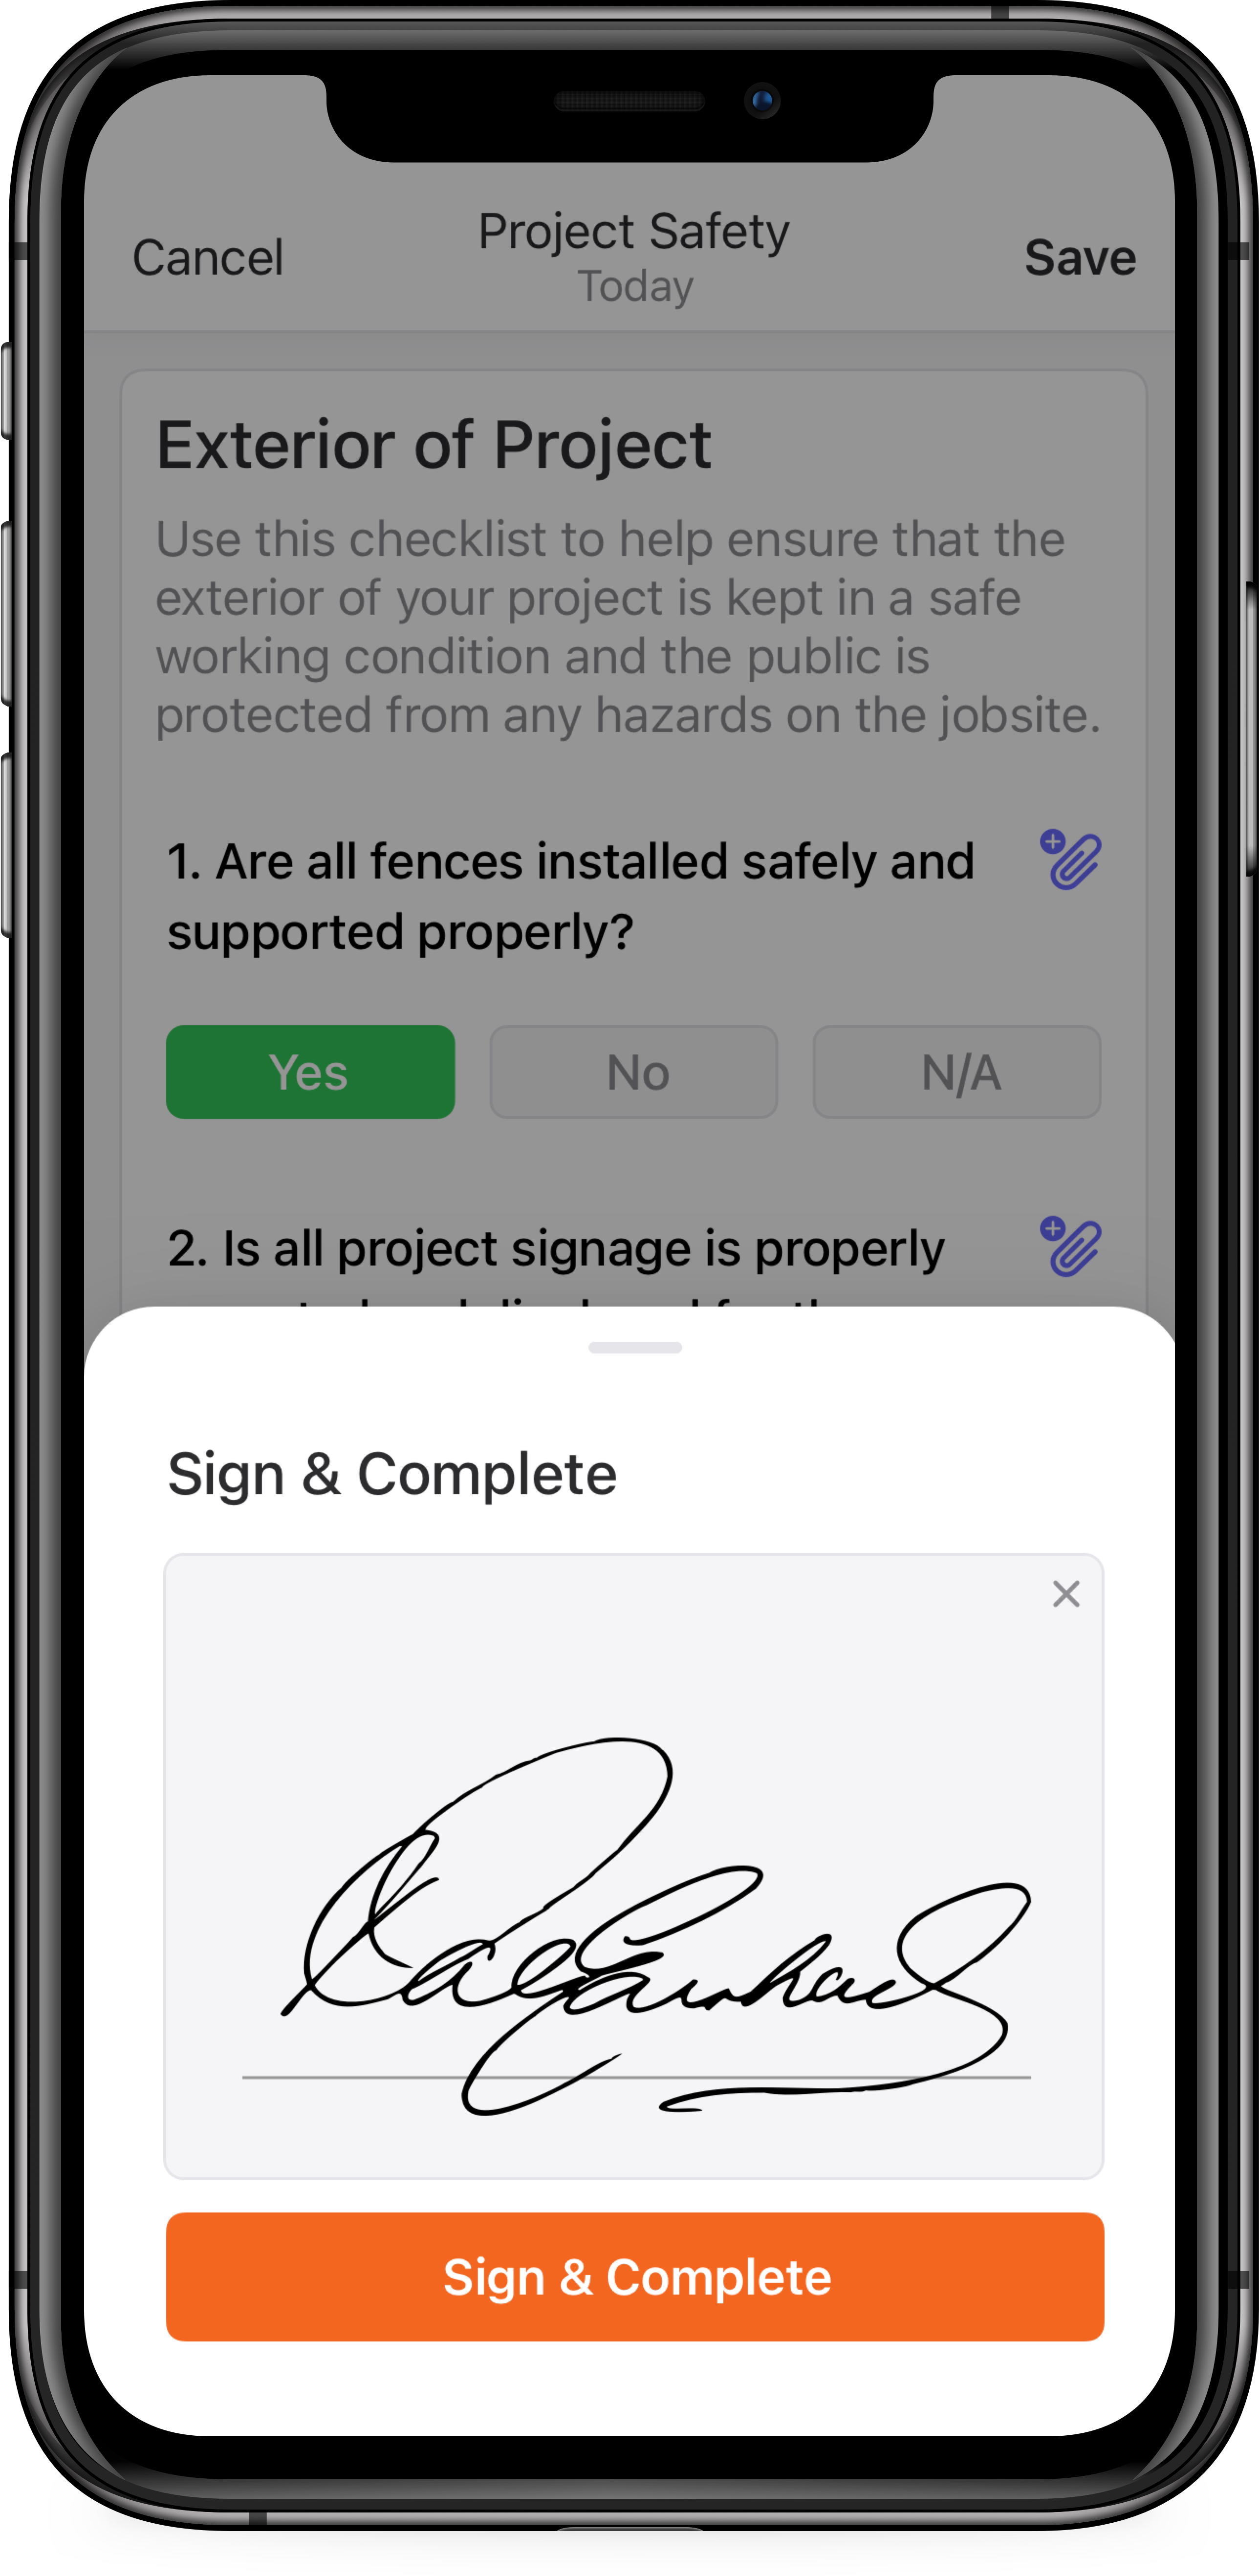 Cancel
Project Safety
Save
Today
Exterior of Project
Use this checklist to help ensure that the
exterior of your project is kept in a safe
working condition and the public is
protected from any hazards on the jobsite.
1. Are all fences installed safely and
supported properly?
Yes
No
N/A
2. Is all project signage is properly
Sign & Complete
Sign & Complete